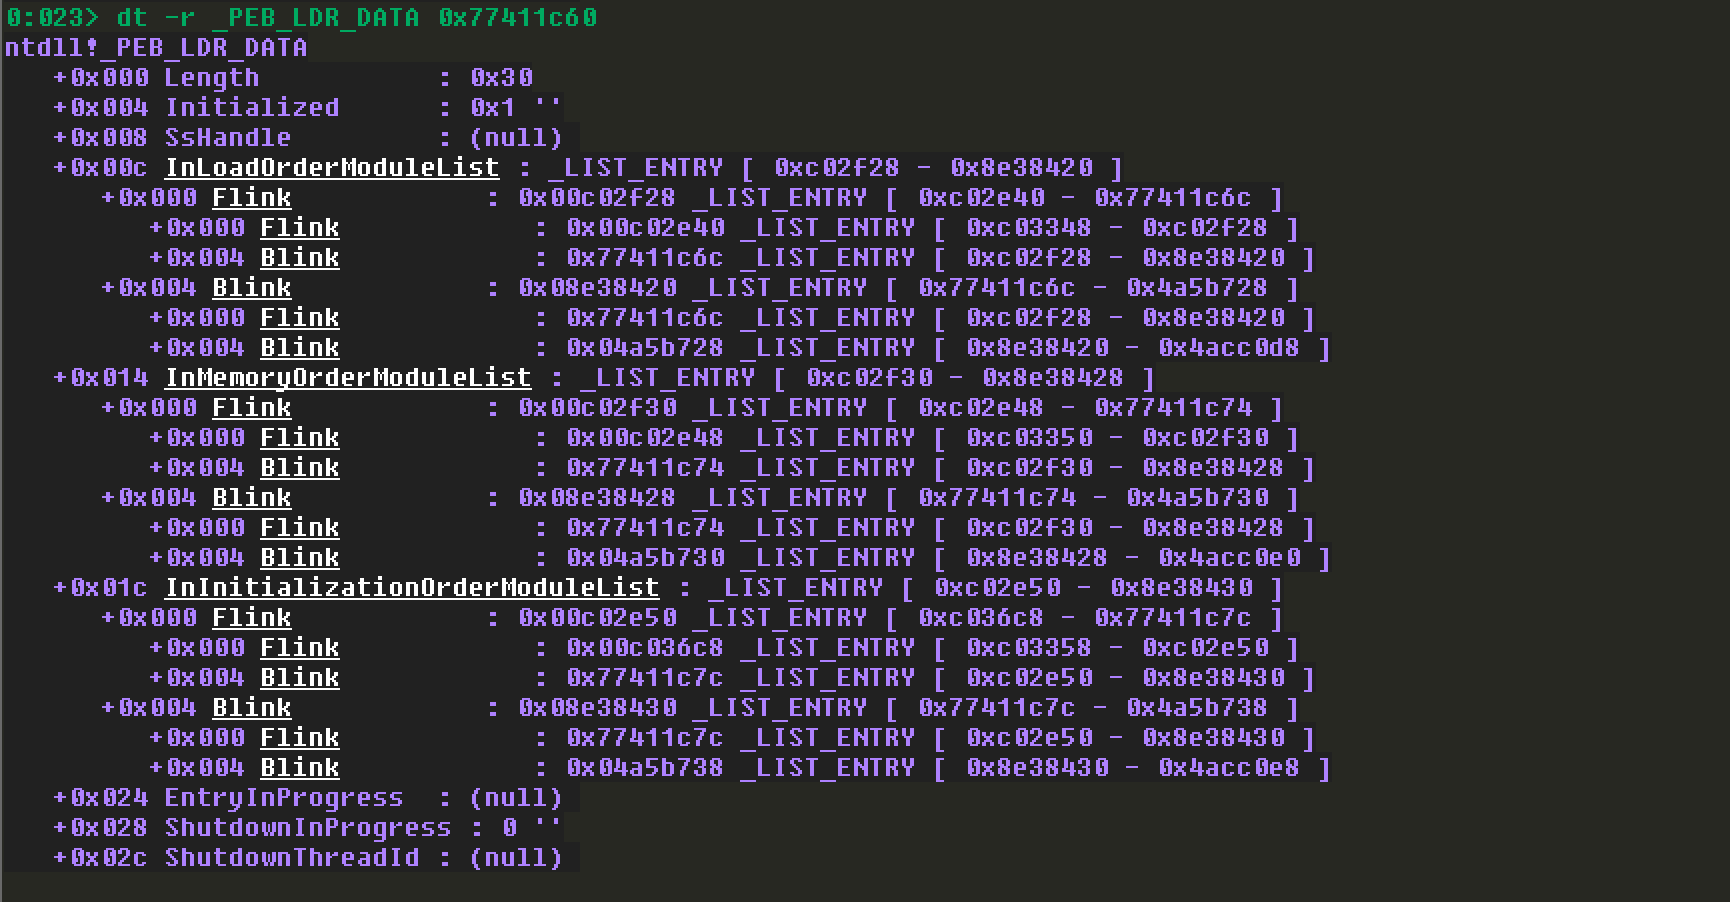 0:023> dt -r _PEB_LDR_DATA 0x77411c60
ntdll!_PEB_LDR_DATA
   +0x000 Length           : 0x30
   +0x004 Initialized      : 0x1 ''
   +0x008 SsHandle         : (null)
   +0x00c InLoadOrderModuleList : _LIST_ENTRY [ 0xc02f28 - 0x8e38420 ]
      +0x000 Flink            : 0x00c02f28 _LIST_ENTRY [ 0xc02e40 - 0x77411c6c ]
         +0x000 Flink            : 0x00c02e40 _LIST_ENTRY [ 0xc03348 - 0xc02f28 ]
         +0x004 Blink            : 0x77411c6c _LIST_ENTRY [ 0xc02f28 - 0x8e38420 ]
      +0x004 Blink            : 0x08e38420 _LIST_ENTRY [ 0x77411c6c - 0x4a5b728 ]
         +0x000 Flink            : 0x77411c6c _LIST_ENTRY [ 0xc02f28 - 0x8e38420 ]
         +0x004 Blink            : 0x04a5b728 _LIST_ENTRY [ 0x8e38420 - 0x4acc0d8 ]
   +0x014 InMemoryOrderModuleList : _LIST_ENTRY [ 0xc02f30 - 0x8e38428 ]
      +0x000 Flink            : 0x00c02f30 _LIST_ENTRY [ 0xc02e48 - 0x77411c74 ]
         +0x000 Flink            : 0x00c02e48 _LIST_ENTRY [ 0xc03350 - 0xc02f30 ]
         +0x004 Blink            : 0x77411c74 _LIST_ENTRY [ 0xc02f30 - 0x8e38428 ]
      +0x004 Blink            : 0x08e38428 _LIST_ENTRY [ 0x77411c74 - 0x4a5b730 ]
         +0x000 Flink            : 0x77411c74 _LIST_ENTRY [ 0xc02f30 - 0x8e38428 ]
         +0x004 Blink            : 0x04a5b730 _LIST_ENTRY [ 0x8e38428 - 0x4acc0e0 ]
   +0x01c InInitializationOrderModuleList : _LIST_ENTRY [ 0xc02e50 - 0x8e38430 ]
      +0x000 Flink            : 0x00c02e50 _LIST_ENTRY [ 0xc036c8 - 0x77411c7c ]
         +0x000 Flink            : 0x00c036c8 _LIST_ENTRY [ 0xc03358 - 0xc02e50 ]
         +0x004 Blink            : 0x77411c7c _LIST_ENTRY [ 0xc02e50 - 0x8e38430 ]
      +0x004 Blink            : 0x08e38430 _LIST_ENTRY [ 0x77411c7c - 0x4a5b738 ]
         +0x000 Flink            : 0x77411c7c _LIST_ENTRY [ 0xc02e50 - 0x8e38430 ]
         +0x004 Blink            : 0x04a5b738 _LIST_ENTRY [ 0x8e38430 - 0x4acc0e8 ]
   +0x024 EntryInProgress  : (null)
   +0x028 ShutdownInProgress : 0 ''
   +0x02c ShutdownThreadId : (null)